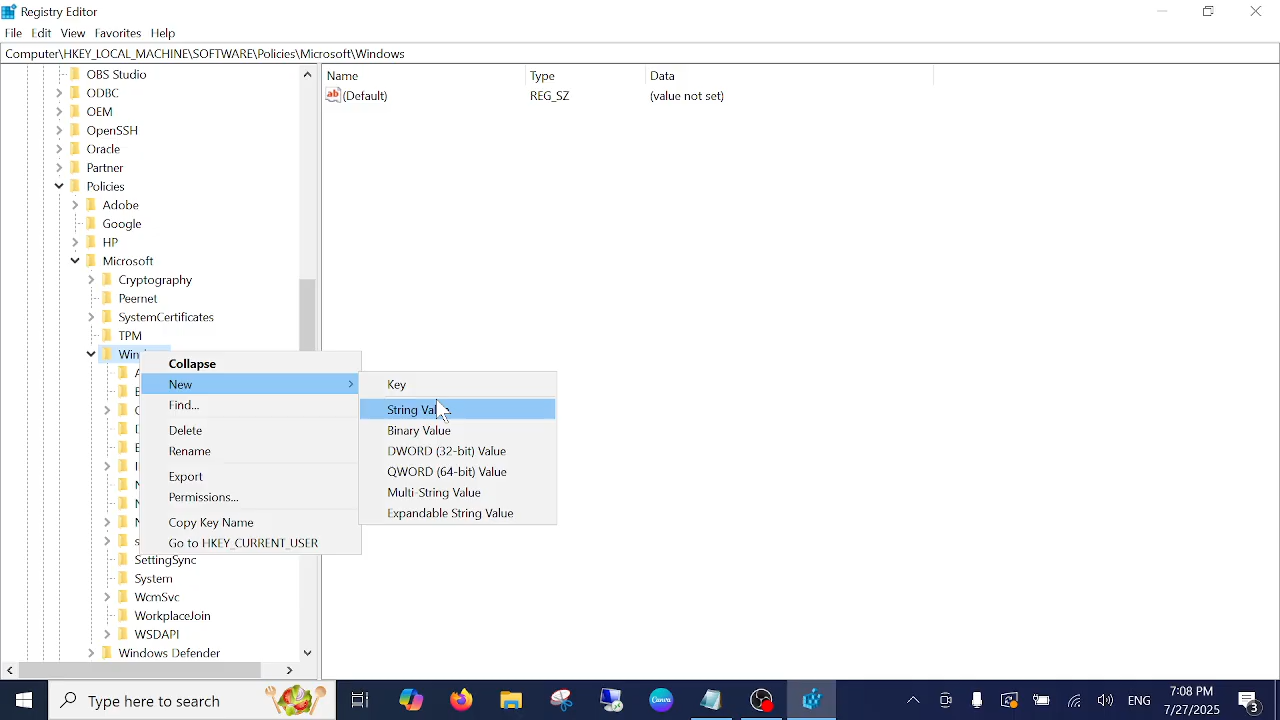 Registry Editor
File Edit View Favorites Help
Computer\HKEY_LOCAL_MACHINE\SOFTWARE\Policies\Microsoft\Windows
Name Type Data
(Default) REG_SZ (value not set)
OBS Studio
ODBC
OEM
OpenSSH
Oracle
Partner
Policies
Adobe
Google
HP
Microsoft
Cryptography
Peernet
SystemCertificates
TPM
SettingSync
System
WcmSvc
WorkplaceJoin
WSDAPI
Windows Defender
Collapse
New
Find...
Delete
Rename
Export
Permissions...
Copy Key Name
Go to HKEY_CURRENT_USER
Key
String
Binary Value
DWORD (32-bit) Value
QWORD (64-bit) Value
Multi-String Value
Expandable String Value
Type here to search
Canva
ENG
7:08 PM
7/27/2025
3